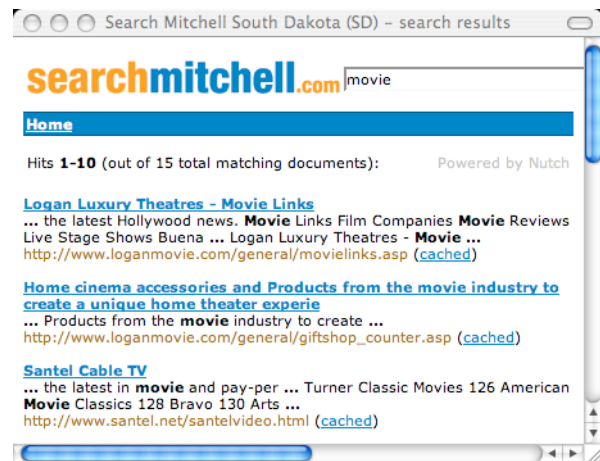 Search Mitchell South Dakota (SD) – search results
searchmitchell.com movie
Home
Hits 1-10 (out of 15 total matching documents): Powered by Nutch
Logan Luxury Theatres - Movie Links
... the latest Hollywood news. Movie Links Film Companies Movie Reviews
Live Stage Shows Buena ... Logan Luxury Theatres - Movie ...
http://www.loganmovie.com/general/movielinks.asp (cached)
Home cinema accessories and Products from the movie industry to
create a unique home theater experie
... Products from the movie industry to create ...
http://www.loganmovie.com/general/giftshop_counter.asp (cached)
Santel Cable TV
... the latest in movie and pay-per ... Turner Classic Movies 126 American
Movie Classics 128 Bravo 130 Arts ...
http://www.santel.net/santelvideo.html (cached)